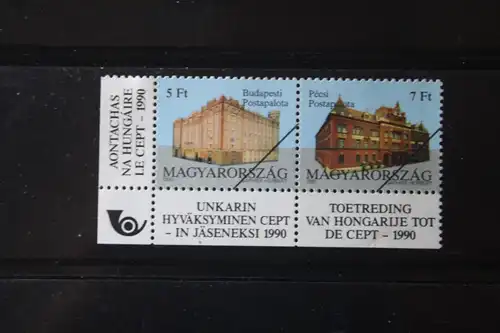 AONTACHAS
NA HUNGÁIRE
LE CEPT – 1990
5 Ft
Budapesti
Postapalota
MAGYARORSZÁG
Pécsi
Postapalota
7 Ft
MAGYARORSZÁG
UNKARIN
HYVÄKSYMINEN CEPT
– IN JÄSENEKSI 1990
TOETREDING
VAN HONGARIJE TOT
DE CEPT – 1990